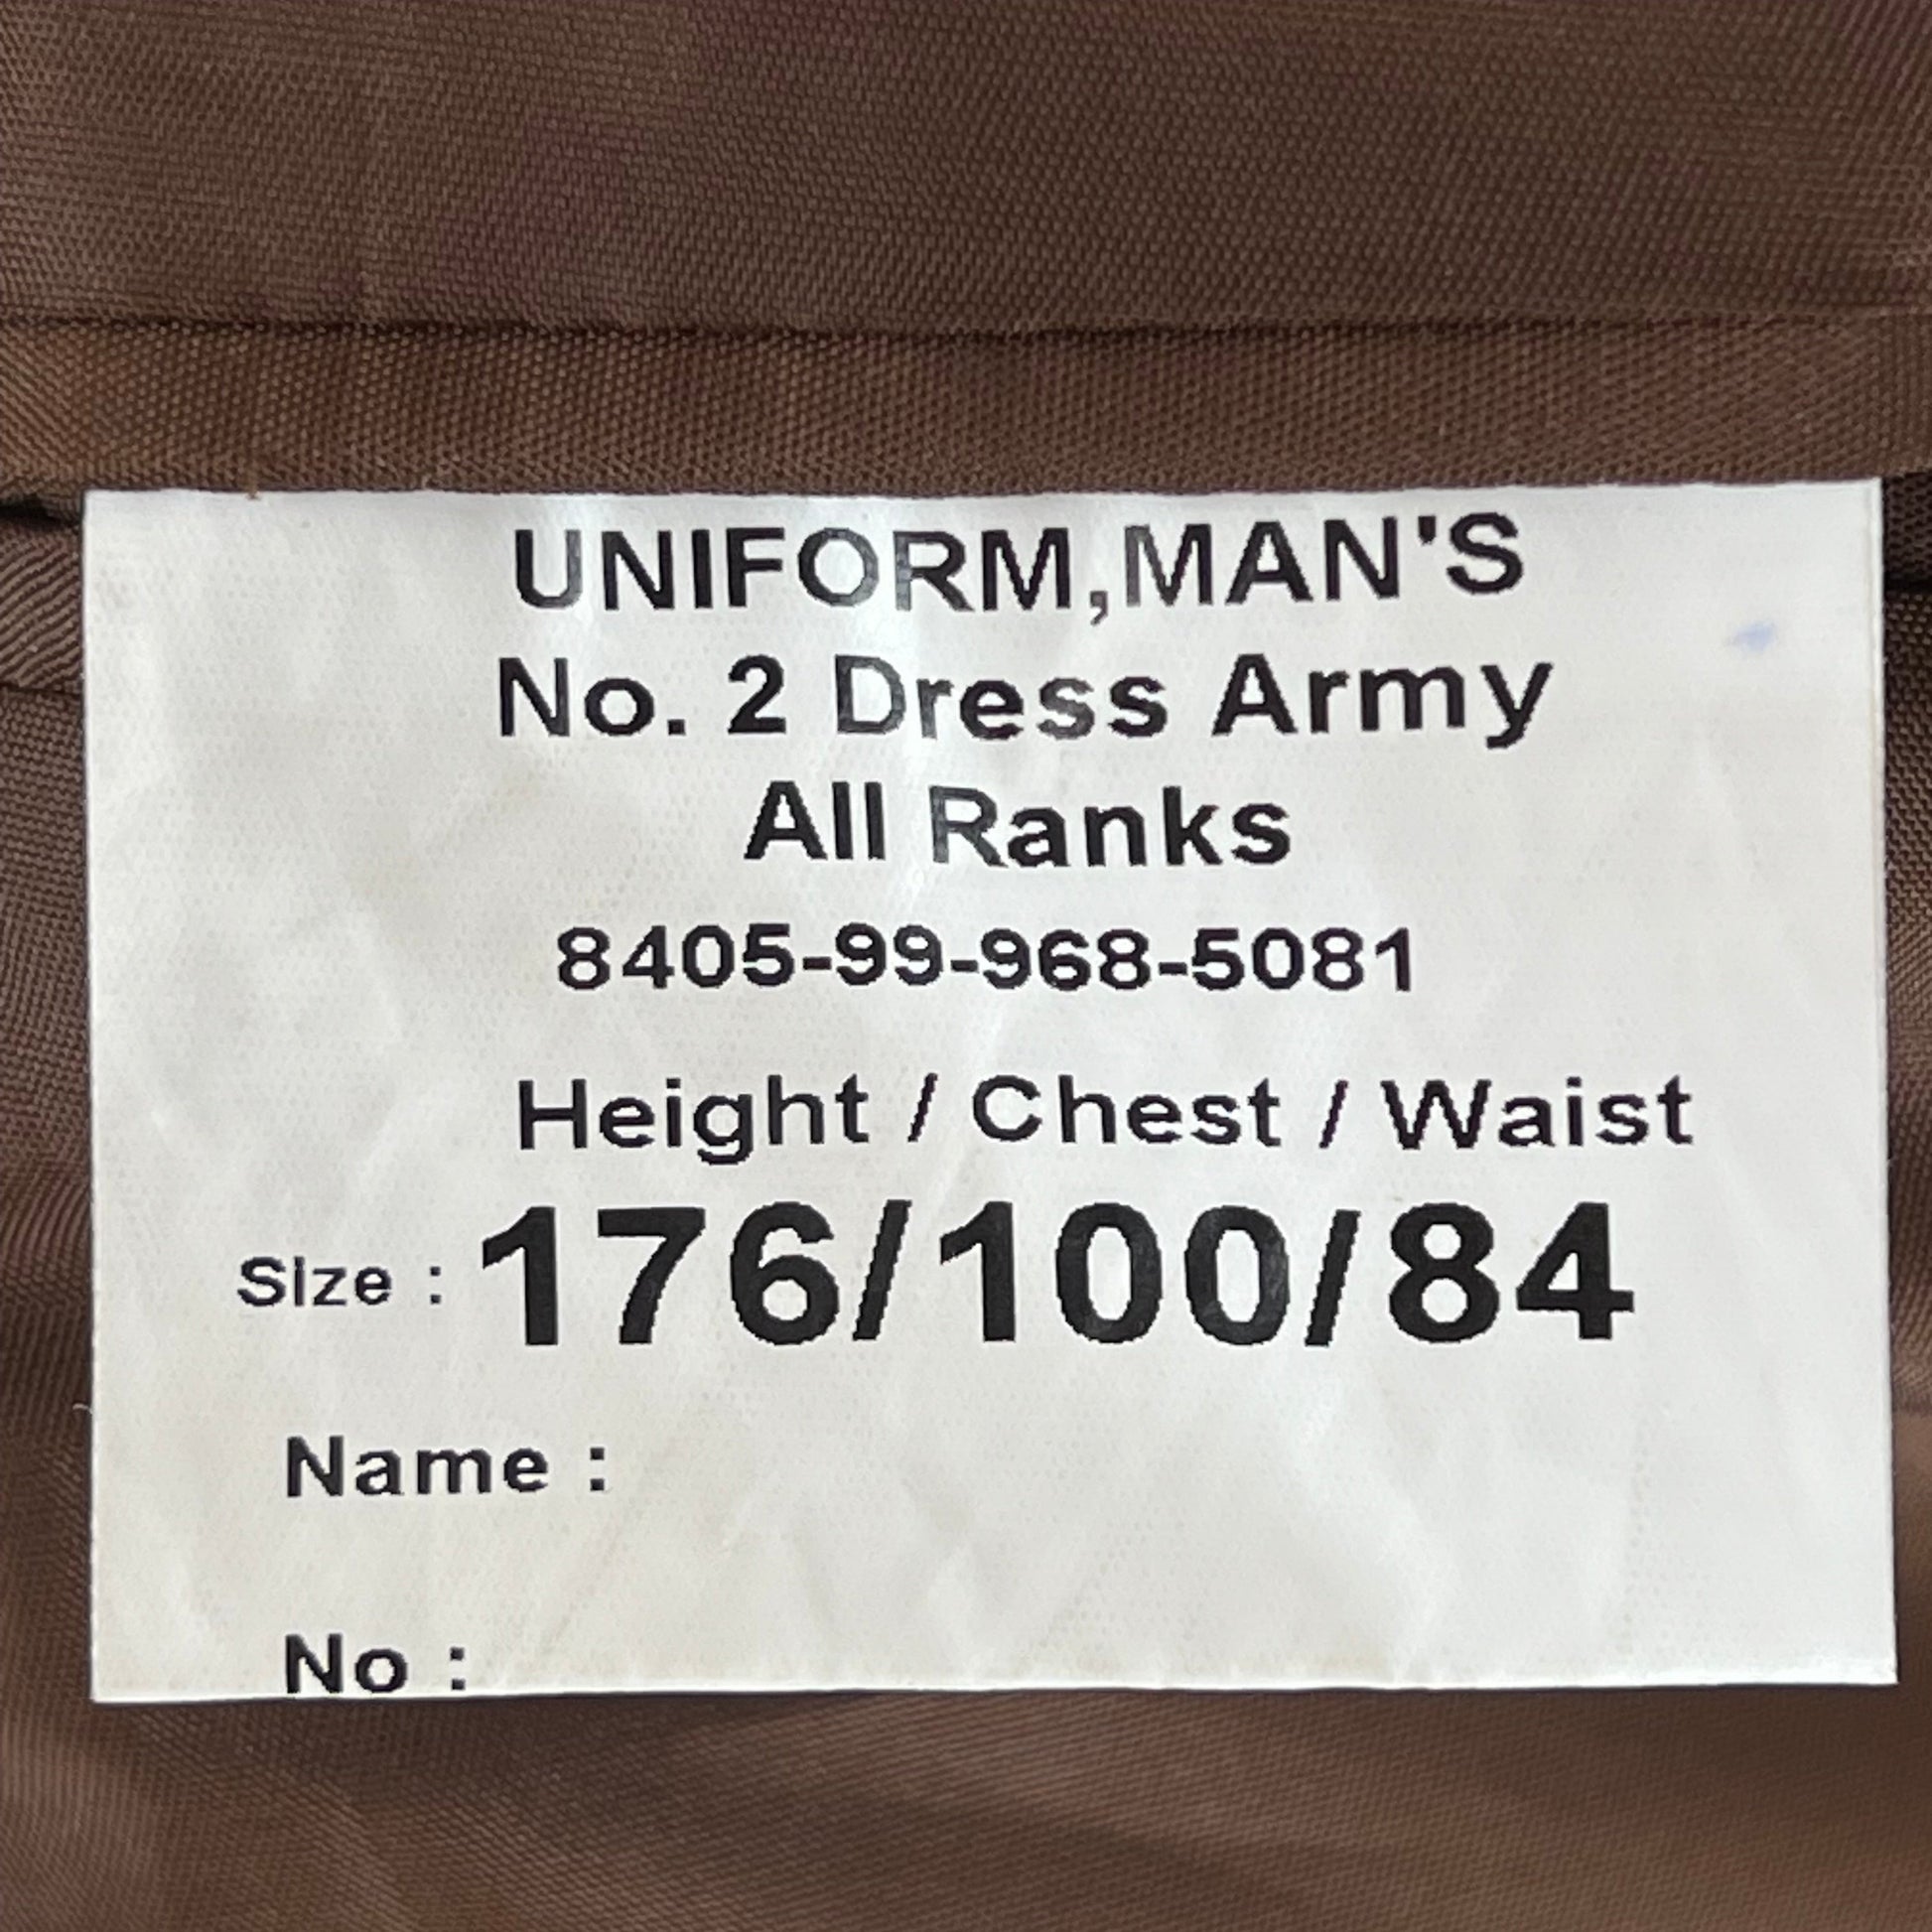 UNIFORM,MAN'S
No. 2 Dress Army
All Ranks
8405-99-968-5081
Height / Chest / Waist
SIze : 176/100/84
Name :
No :